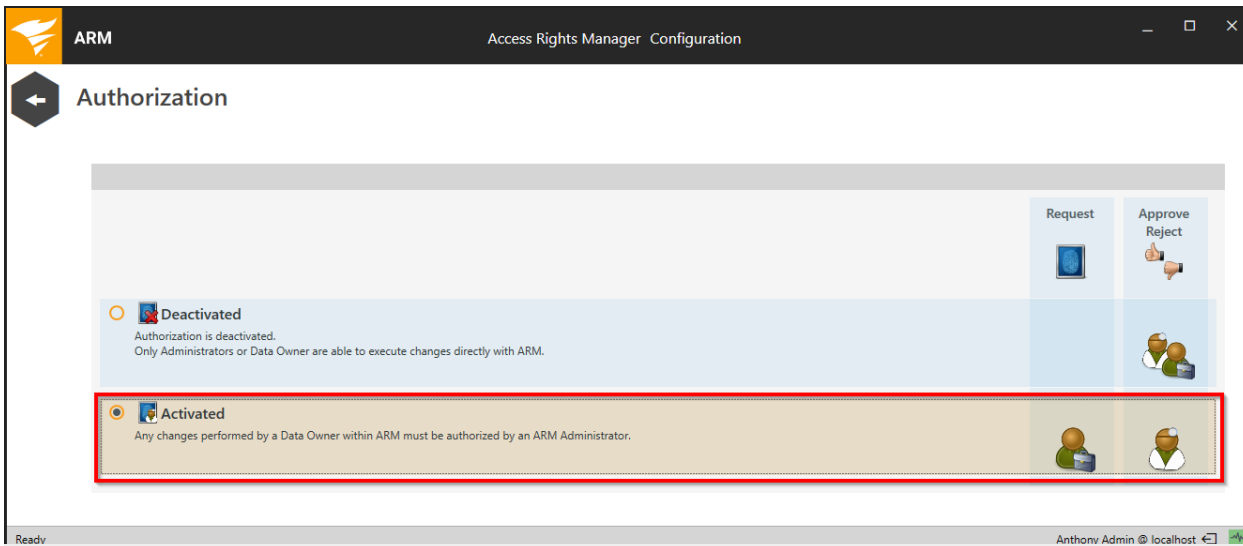 ARM
Access Rights Manager Configuration
Authorization
Request
Approve
Reject
Deactivated
Authorization is deactivated.
Only Administrators or Data Owner are able to execute changes directly with ARM.
Activated
Any changes performed by a Data Owner within ARM must be authorized by an ARM Administrator.
Ready
Anthony Admin @ localhost